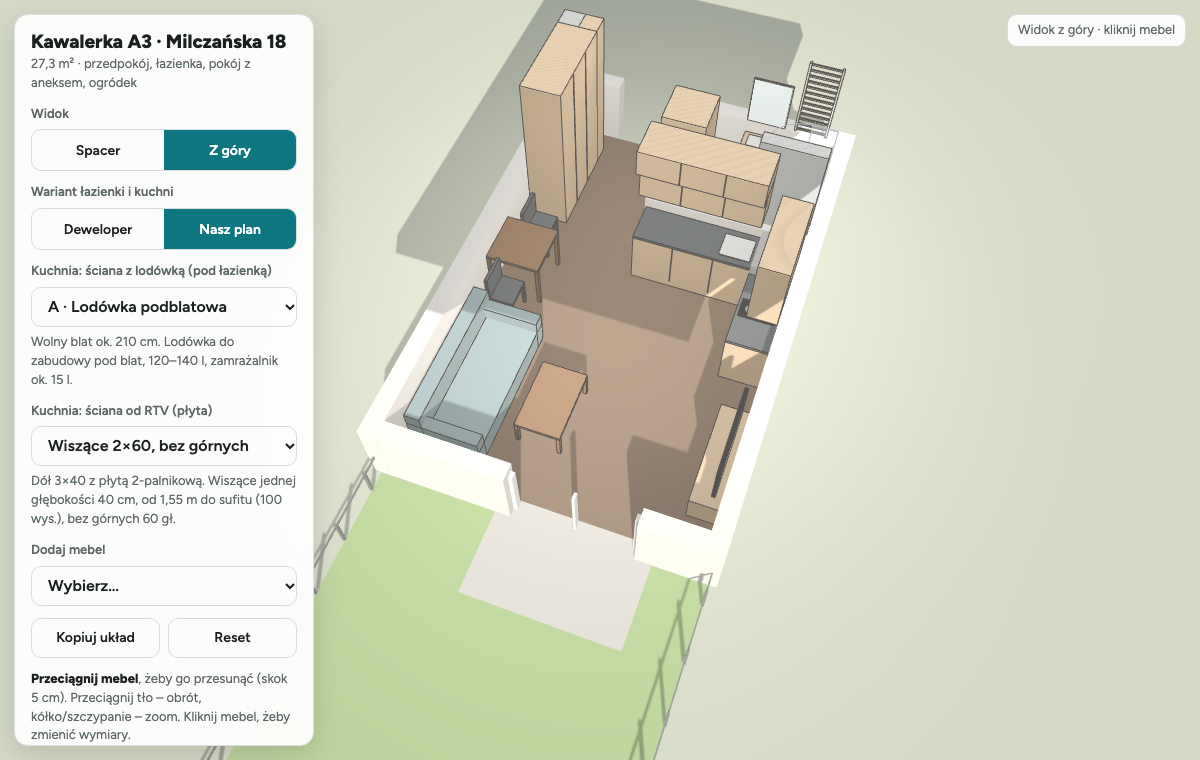 Kawalerka A3 · Milczańska 18
27,3 m² · przedpokój, łazienka, pokój z
aneksem, ogródek
Widok
Spacer
Z góry
Wariant łazienki i kuchni
Deweloper
Nasz plan
Kuchnia: ściana z lodówką (pod łazienką)
A · Lodówka podblatowa
Wolny blat ok. 210 cm. Lodówka do
zabudowy pod blat, 120–140 l, zamrażalnik
ok. 15 l.
Kuchnia: ściana od RTV (płyta)
Wiszące 2×60, bez górnych
Dół 3×40 z płytą 2-palnikową. Wiszące jednej
głębokości 40 cm, od 1,55 m do sufitu (100
wys.), bez górnych 60 gł.
Dodaj mebel
Wybierz...
Kopiuj układ
Reset
Przeciągnij mebel, żeby go przesunąć (skok
5 cm). Przeciągnij tło – obrót,
kółko/szczypanie – zoom. Kliknij mebel, żeby
zmienić wymiary.
Widok z góry · kliknij mebel